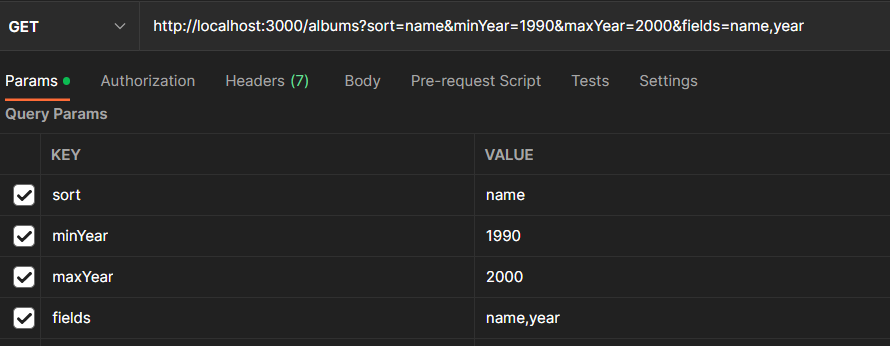 GET http://localhost:3000/albums?sort=name&minYear=1990&maxYear=2000&fields=name,year
Params Authorization Headers (7) Body Pre-request Script Tests Settings
Query Params
KEY VALUE
sort name
minYear 1990
maxYear 2000
fields name,year